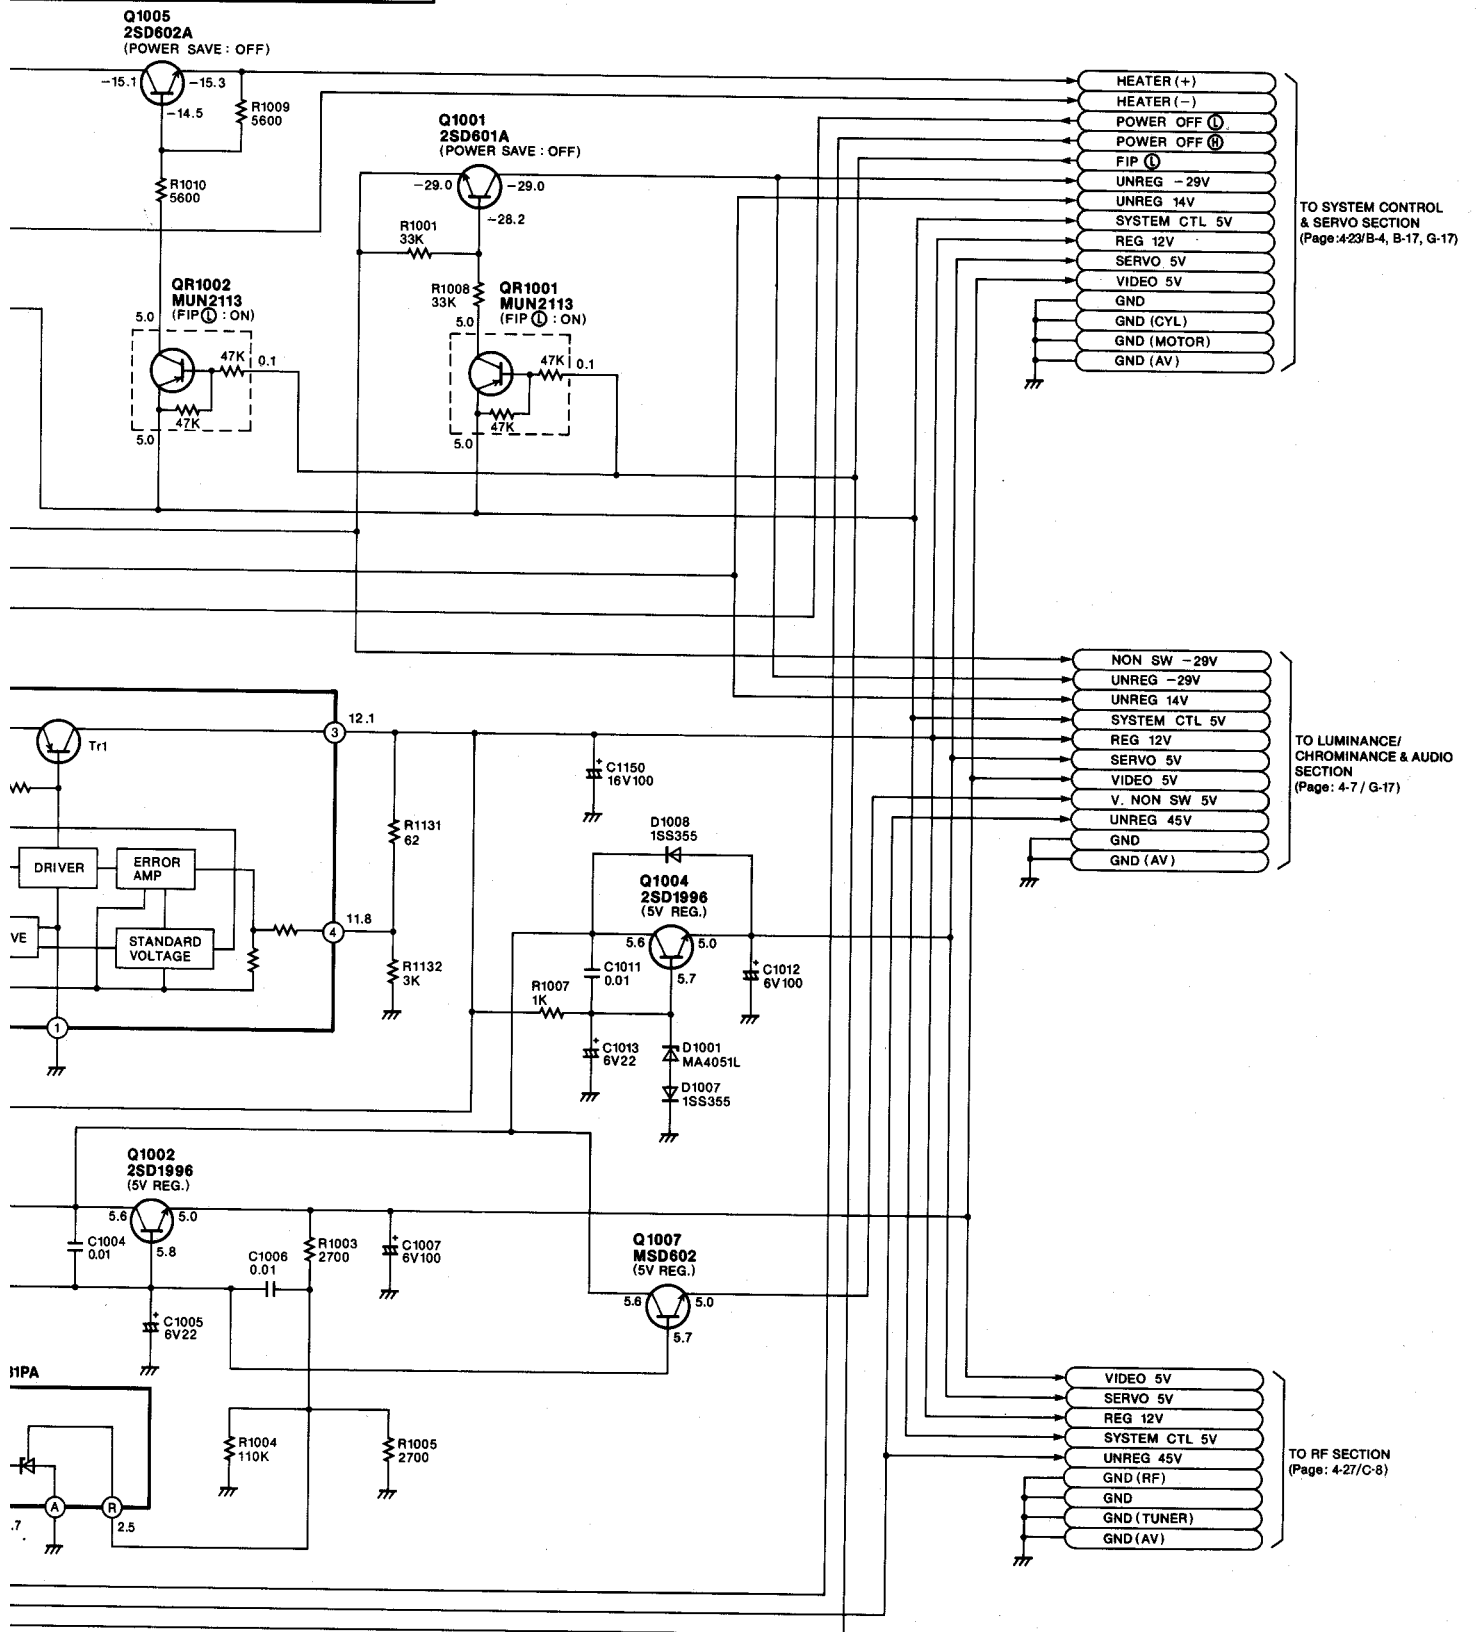 Q1005
2SD602A
(POWER SAVE : OFF)
-15.1
-15.3
-14.5
R1009
5600
R1010
5600
Q1001
2SD601A
(POWER SAVE : OFF)
-29.0
-29.0
-28.2
R1001
33K
R1008
33K
QR1002
MUN2113
(FIP Ⓛ : ON)
5.0
47K
0.1
47K
5.0
QR1001
MUN2113
(FIP Ⓛ : ON)
5.0
47K
0.1
47K
5.0
HEATER (+)
HEATER (-)
POWER OFF Ⓛ
POWER OFF Ⓗ
FIP Ⓛ
UNREG -29V
UNREG 14V
SYSTEM CTL 5V
REG 12V
SERVO 5V
VIDEO 5V
GND
GND (CYL)
GND (MOTOR)
GND (AV)
TO SYSTEM CONTROL
& SERVO SECTION
(Page:4-23/B-4, B-17, G-17)
NON SW -29V
UNREG -29V
UNREG 14V
SYSTEM CTL 5V
REG 12V
SERVO 5V
VIDEO 5V
V. NON SW 5V
UNREG 45V
GND
GND (AV)
TO LUMINANCE/
CHROMINANCE & AUDIO
SECTION
(Page: 4-7 / G-17)
Tr1
3
12.1
DRIVER
ERROR
AMP
VE
STANDARD
VOLTAGE
4
11.8
1
R1131
62
R1132
3K
C1150
16V100
+
D1008
1SS355
Q1004
2SD1996
(5V REG.)
5.6
5.0
5.7
C1011
0.01
R1007
1K
+
C1012
6V100
+
C1013
6V22
D1001
MA4051L
D1007
1SS355
Q1002
2SD1996
(5V REG.)
5.6
5.0
5.8
C1004
0.01
C1006
0.01
R1003
2700
+
C1007
6V100
+
C1005
6V22
Q1007
MSD602
(5V REG.)
5.6
5.0
5.7
31PA
R1004
110K
R1005
2700
A
R
.7
2.5
VIDEO 5V
SERVO 5V
REG 12V
SYSTEM CTL 5V
UNREG 45V
GND (RF)
GND
GND (TUNER)
GND (AV)
TO RF SECTION
(Page: 4-27/C-8)